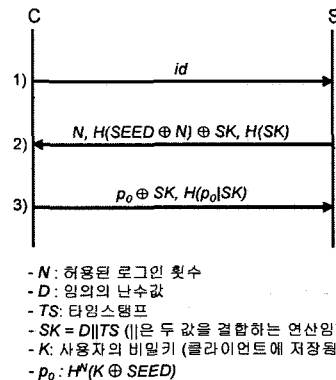 C S
1) id
2) N, H(SEED ⊕ N) ⊕ SK, H(SK)
3) p₀ ⊕ SK, H(p₀|SK)
- N : 허용된 로그인 횟수
- D : 임의의 난수값
- TS: 타임스탬프
- SK = D||TS (||은 두 값을 결합하는 연산임
- K: 사용자의 비밀키 (클라이언트에 저장됨
- p₀ : Hᴺ(K ⊕ SEED)